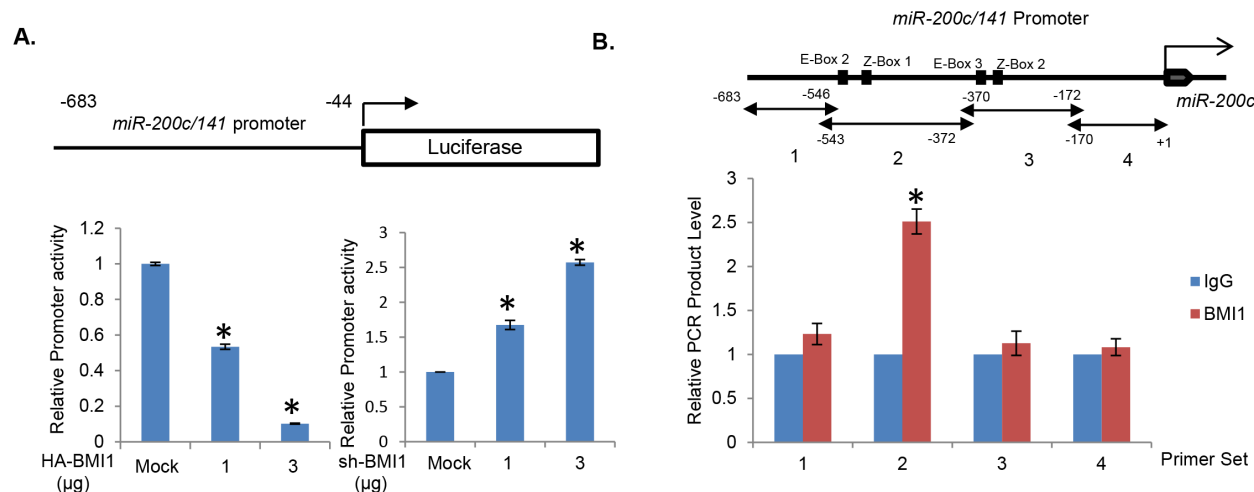 A.
-683
-44
miR-200c/141 promoter
Luciferase
Relative Promoter activity
1.2
1
0.8
0.6
0.4
0.2
0
*
*
HA-BMI1
(µg)
Mock
1
3
Relative Promoter activity
3
2.5
2
1.5
1
0.5
0
*
*
sh-BMI1
(µg)
Mock
1
3
B.
miR-200c/141 Promoter
E-Box 2
Z-Box 1
E-Box 3
Z-Box 2
miR-200c
-683
-546
-370
-172
-543
-372
-170
+1
1
2
3
4
Relative PCR Product Level
3
2.5
2
1.5
1
0.5
0
*
IgG
BMI1
1
2
3
4
Primer Set